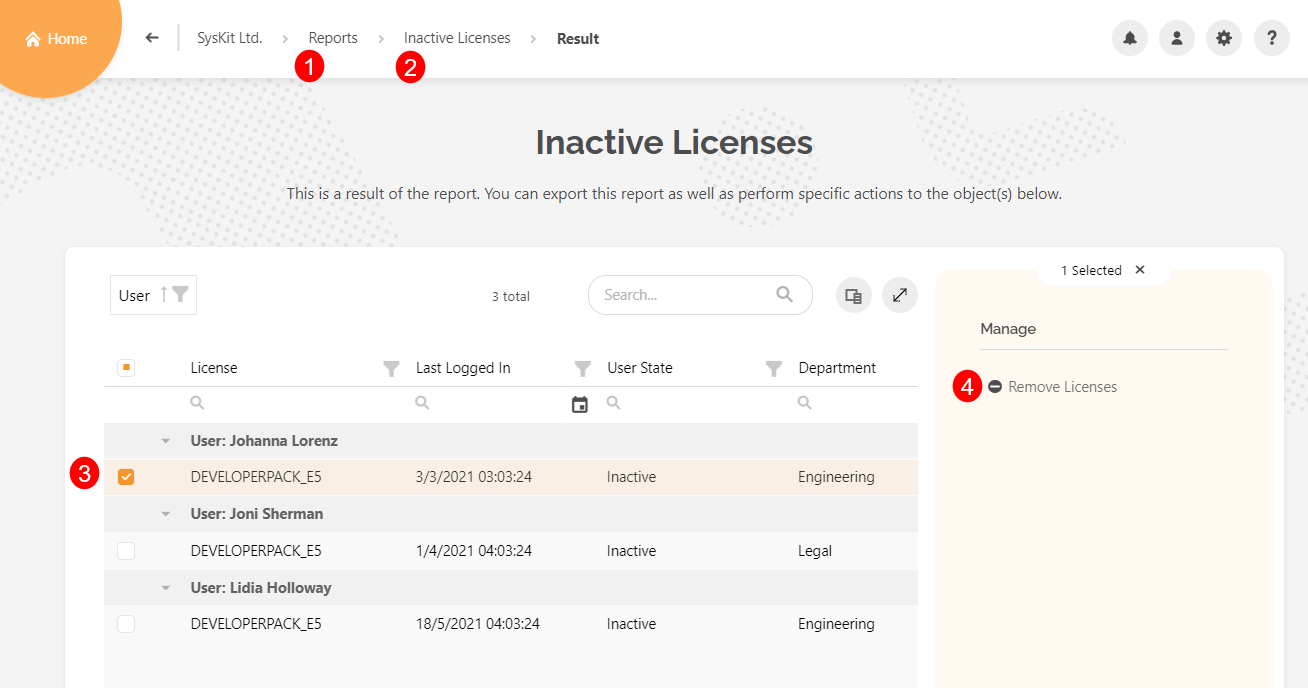 Home
SysKit Ltd. > Reports > Inactive Licenses > Result
?
1
2
Inactive Licenses
This is a result of the report. You can export this report as well as perform specific actions to the object(s) below.
User
3 total
Search...
1 Selected ×
Manage
4 Remove Licenses
License Last Logged In User State Department
User: Johanna Lorenz
3 DEVELOPERPACK_E5 3/3/2021 03:03:24 Inactive Engineering
User: Joni Sherman
DEVELOPERPACK_E5 1/4/2021 04:03:24 Inactive Legal
User: Lidia Holloway
DEVELOPERPACK_E5 18/5/2021 04:03:24 Inactive Engineering